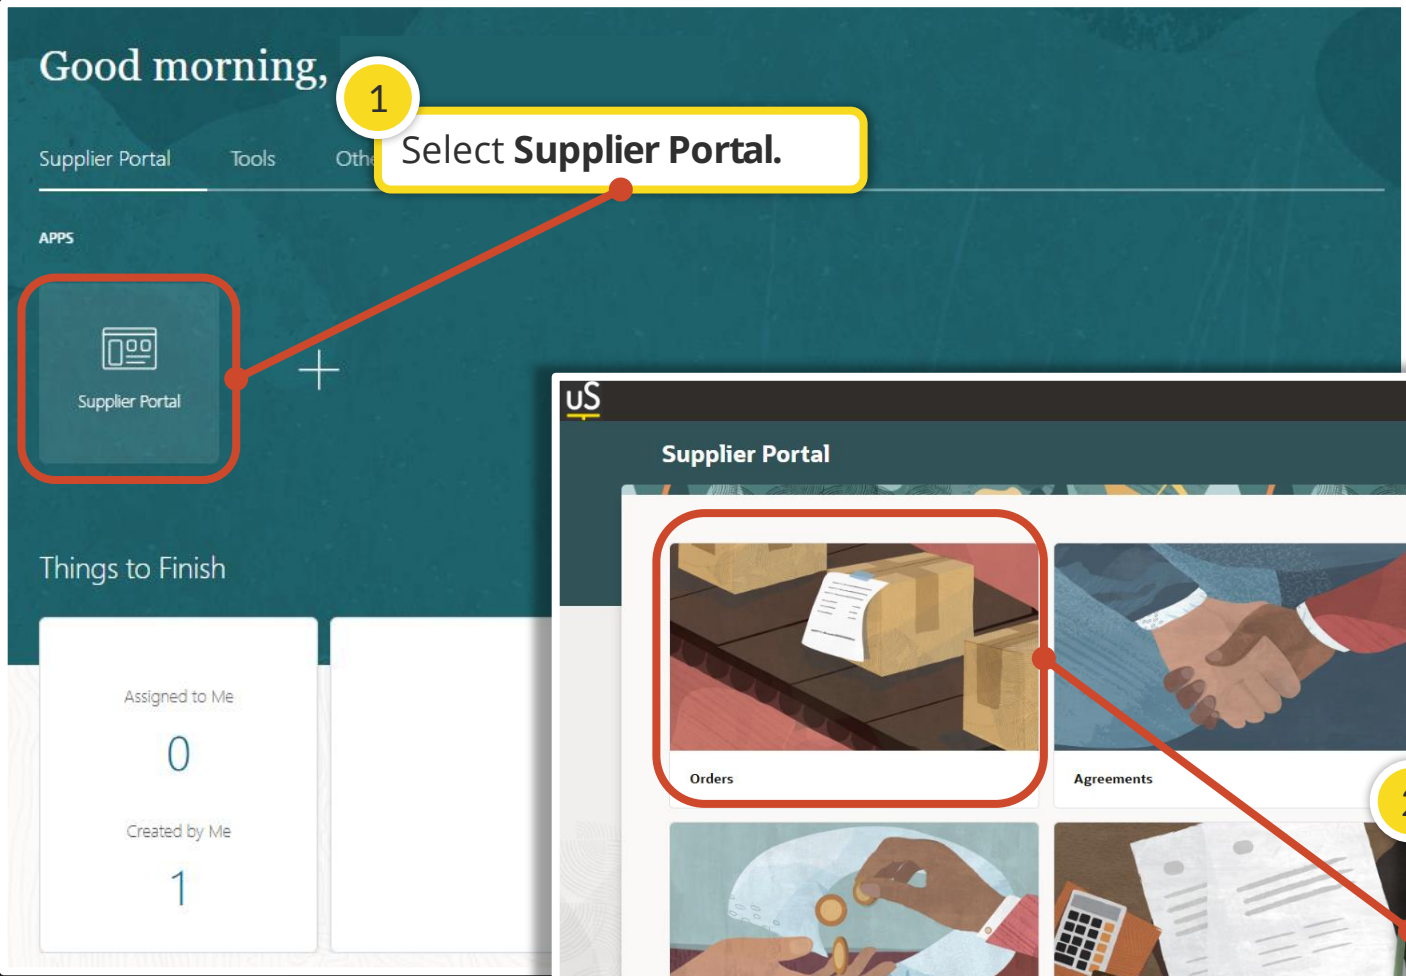 Good morning,
1
Select Supplier Portal.
Supplier Portal
Tools
APPS
Supplier Portal
Things to Finish
Assigned to Me
0
Created by Me
1
uS
Supplier Portal
Orders
Agreements